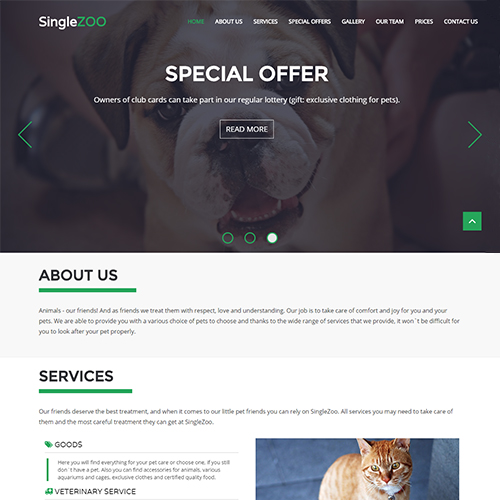 SingleZOO
HOME ABOUT US SERVICES SPECIAL OFFERS GALLERY OUR TEAM PRICES CONTACT US
SPECIAL OFFER
Owners of club cards can take part in our regular lottery (gift: exclusive clothing for pets).
READ MORE
ABOUT US
Animals - our friends! And as friends we treat them with respect, love and understanding. Our job is to take care of comfort and joy for you and your
pets. We are able to provide you with a various choice of pets to choose and thanks to the wide range of services that we provide, it won`t be difficult for
you to look after your pet properly.
SERVICES
Our friends deserve the best treatment, and when it comes to our little pet friends you can rely on SingleZoo. All services you may need to take care of
them and the most careful treatment they can get at SingleZoo.
GOODS
Here you will find everything for your pet care or choose one, if you still
don`t have a pet. Also you can find accessories for animals, various
aquariums and cages, exclusive clothes and certified quality food.
VETERINARY SERVICE